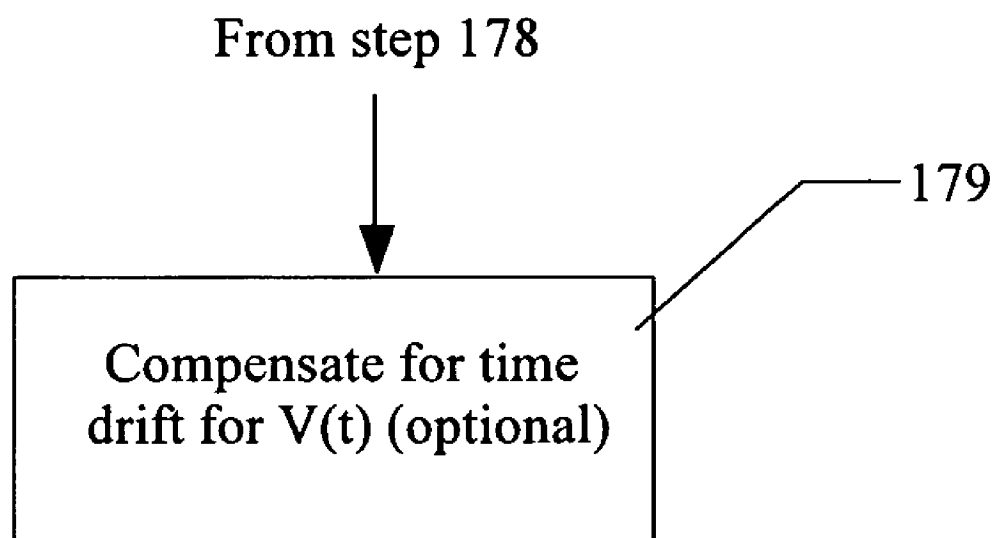 From step 178
179
Compensate for time
drift for V(t) (optional)